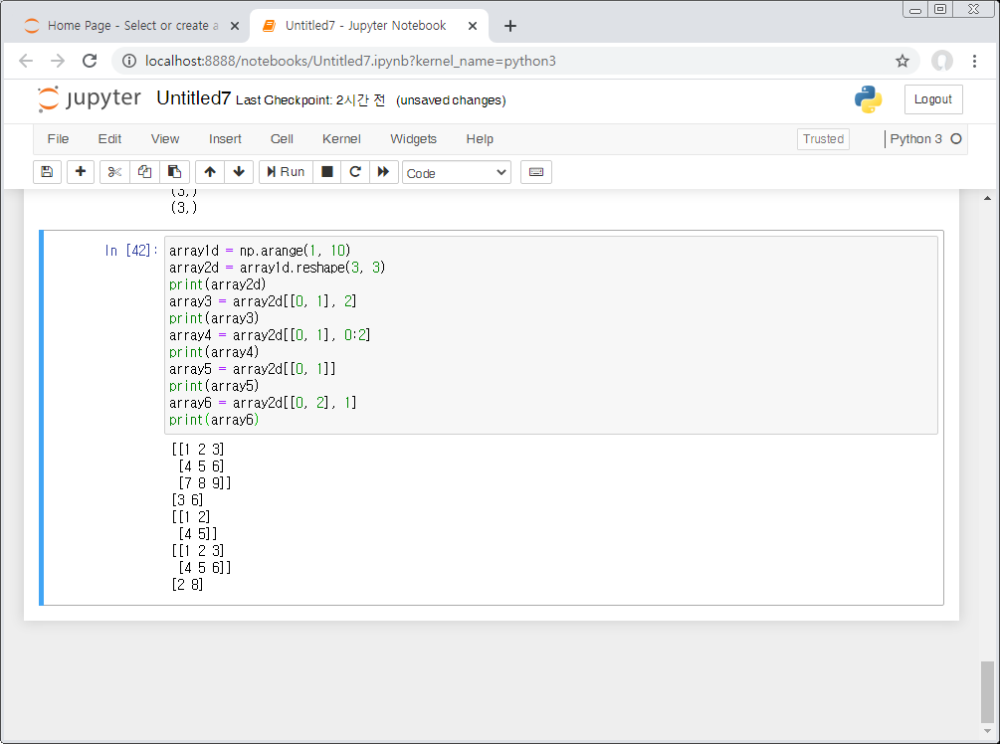 Home Page - Select or create a
Untitled7 - Jupyter Notebook
localhost:8888/notebooks/Untitled7.ipynb?kernel_name=python3
jupyter Untitled7 Last Checkpoint: 2시간 전 (unsaved changes)
Logout
File Edit View Insert Cell Kernel Widgets Help
Trusted
Python 3
Run
Code
(3,)
(3,)
In [42]:
array1d = np.arange(1, 10)
array2d = array1d.reshape(3, 3)
print(array2d)
array3 = array2d[[0, 1], 2]
print(array3)
array4 = array2d[[0, 1], 0:2]
print(array4)
array5 = array2d[[0, 1]]
print(array5)
array6 = array2d[[0, 2], 1]
print(array6)
[[1 2 3]
[4 5 6]
[7 8 9]]
[3 6]
[[1 2]
[4 5]]
[[1 2 3]
[4 5 6]]
[2 8]